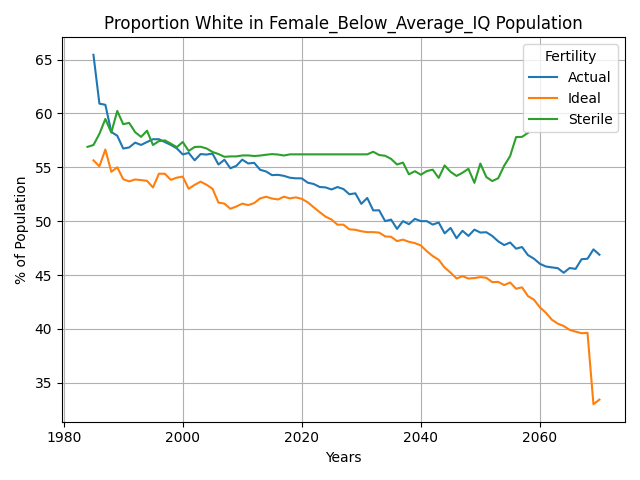 Proportion White in Female_Below_Average_IQ Population
Fertility
Actual
Ideal
Sterile
% of Population
65
60
55
50
45
40
35
1980
2000
2020
2040
2060
Years